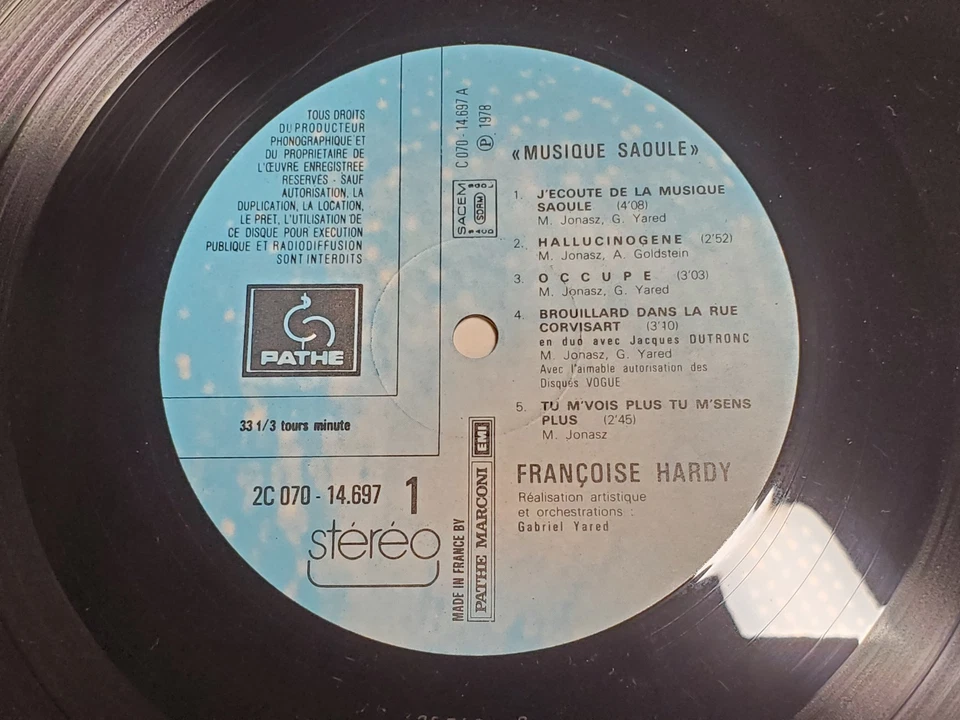 TOUS DROITS
DU PRODUCTEUR
PHONOGRAPHIQUE ET
DU PROPRIETAIRE DE
L'ŒUVRE ENREGISTREE
RESERVES - SAUF
AUTORISATION, LA
DUPLICATION, LA LOCATION,
LE PRET, L'UTILISATION DE
CE DISQUE POUR EXECUTION
PUBLIQUE ET RADIODIFFUSION
SONT INTERDITS
PATHE
33 1/3 tours minute
2C 070 - 14.697 1
stéréo
C 070 - 14.697 A
Ⓟ 1978
SACEM
SDRM
MADE IN FRANCE BY
PATHE MARCONI EMI
«MUSIQUE SAOULE»
1. J'ECOUTE DE LA MUSIQUE
SAOULE (4'08)
M. Jonasz, G. Yared
2. HALLUCINOGENE (2'52)
M. Jonasz, A. Goldstein
3. OCCUPE (3'03)
M. Jonasz, G. Yared
4. BROUILLARD DANS LA RUE
CORVISART (3'10)
en duo avec Jacques DUTRONC
M. Jonasz, G. Yared
Avec l'aimable autorisation des
Disques VOGUE
5. TU M'VOIS PLUS TU M'SENS
PLUS (2'45)
M. Jonasz
FRANÇOISE HARDY
Réalisation artistique
et orchestrations :
Gabriel Yared